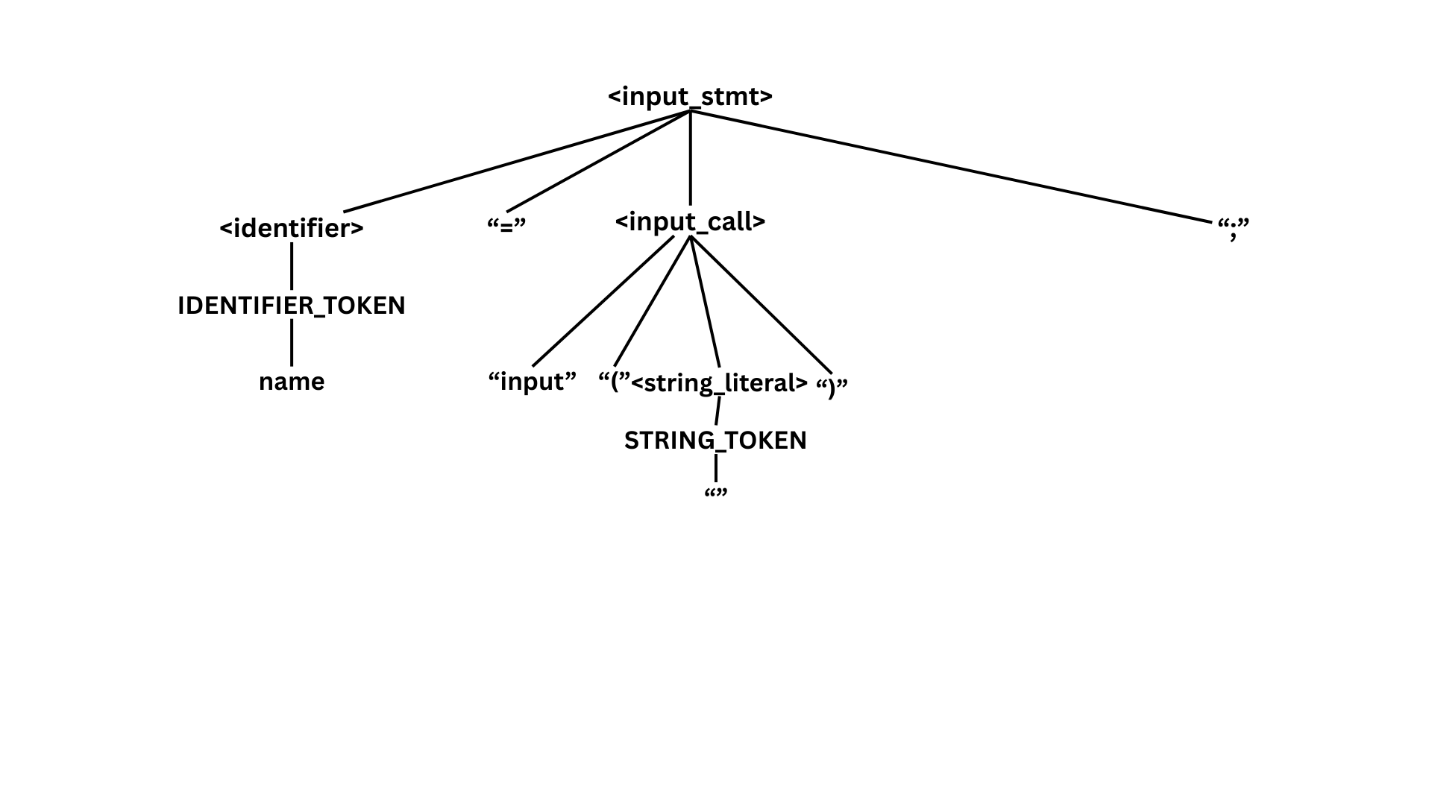 <input_stmt>
<identifier> “=” <input_call> “;”
IDENTIFIER_TOKEN
name “input” “(” <string_literal> “)”
STRING_TOKEN
“”